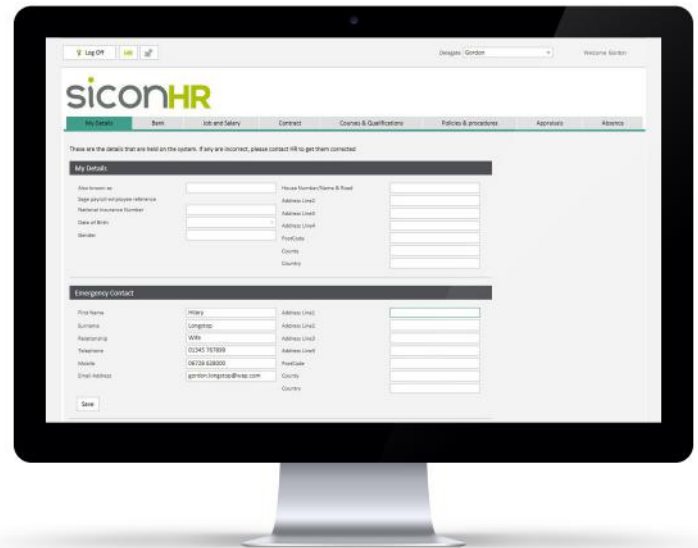 Log Off HR Delegate Gordon Welcome Gordon
siconHR
My Details Bank Job and Salary Contract Courses & Qualifications Policies & procedures Appraisals Absence
These are the details that are held on the system. If any are incorrect, please contact HR to get them corrected
My Details
Also known as House Number/Name & Road
Sage payroll employee reference Address Line2
National Insurance Number Address Line3
Date of Birth Address Line4
Gender PostCode
County
Country
Emergency Contact
First Name Hilary Address Line1
Surname Longstop Address Line2
Relationship Wife Address Line3
Telephone 01345 767899 Address Line4
Mobile 06728 628000 PostCode
Email Address gordon.longstop@wap.com County
Country
Save